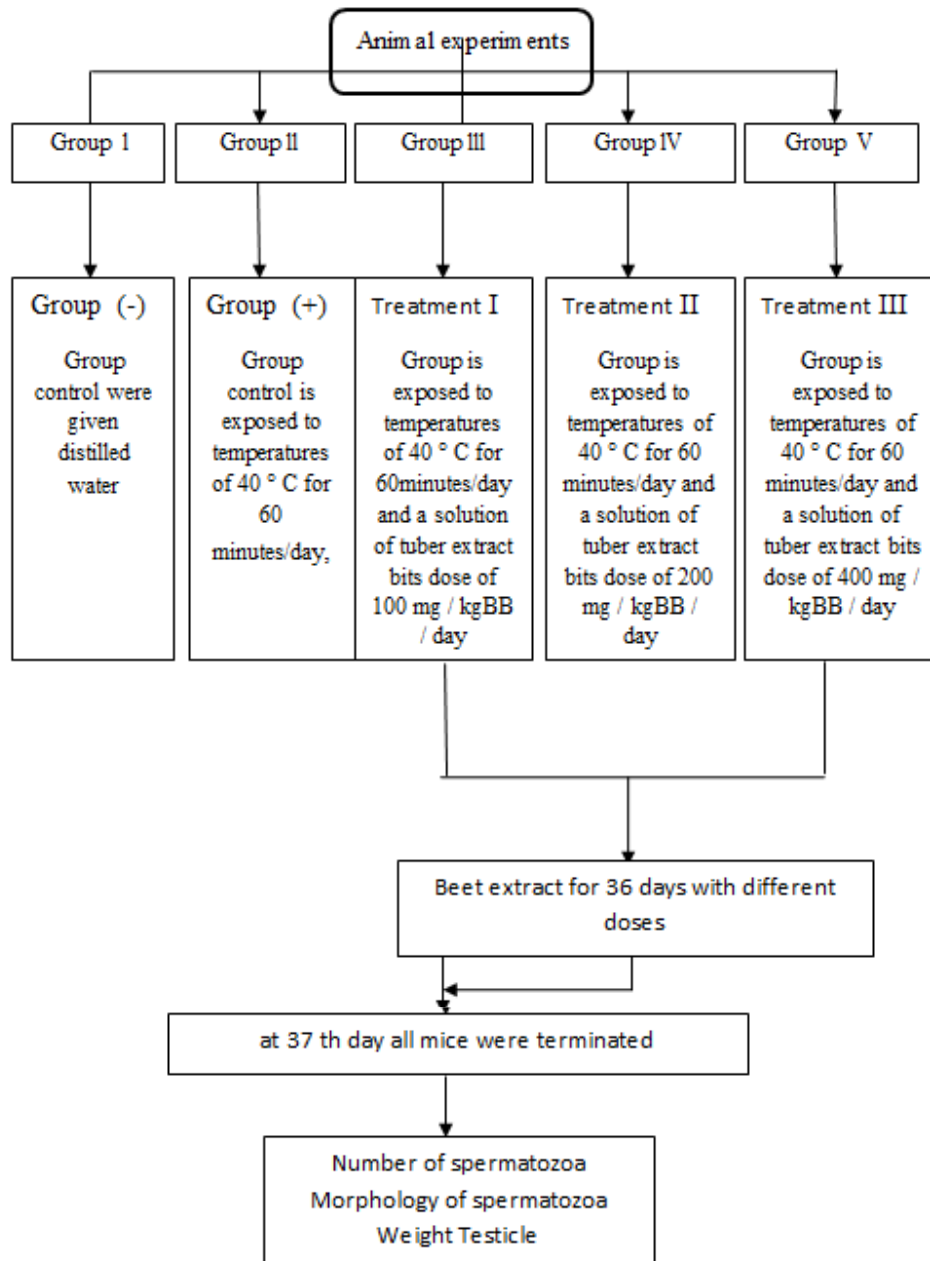 Animal experiments
Group 1
Group ll
Group lll
Group lV
Group V
Group (-)
Group
control were
given
distilled
water
Group (+)
Group
control is
exposed to
temperatures
of 40 ° C for
60
minutes/day,
Treatment I
Group is
exposed to
temperatures
of 40 ° C for
60minutes/day
and a solution
of tuber extract
bits dose of
100 mg / kgBB
/ day
Treatment II
Group is
exposed to
temperatures of
40 ° C for 60
minutes/day and
a solution of
tuber extract
bits dose of 200
mg / kgBB /
day
Treatment III
Group is
exposed to
temperatures of
40 ° C for 60
minutes/day and
a solution of
tuber extract bits
dose of 400 mg /
kgBB / day
Beet extract for 36 days with different
doses
at 37 th day all mice were terminated
Number of spermatozoa
Morphology of spermatozoa
Weight Testicle